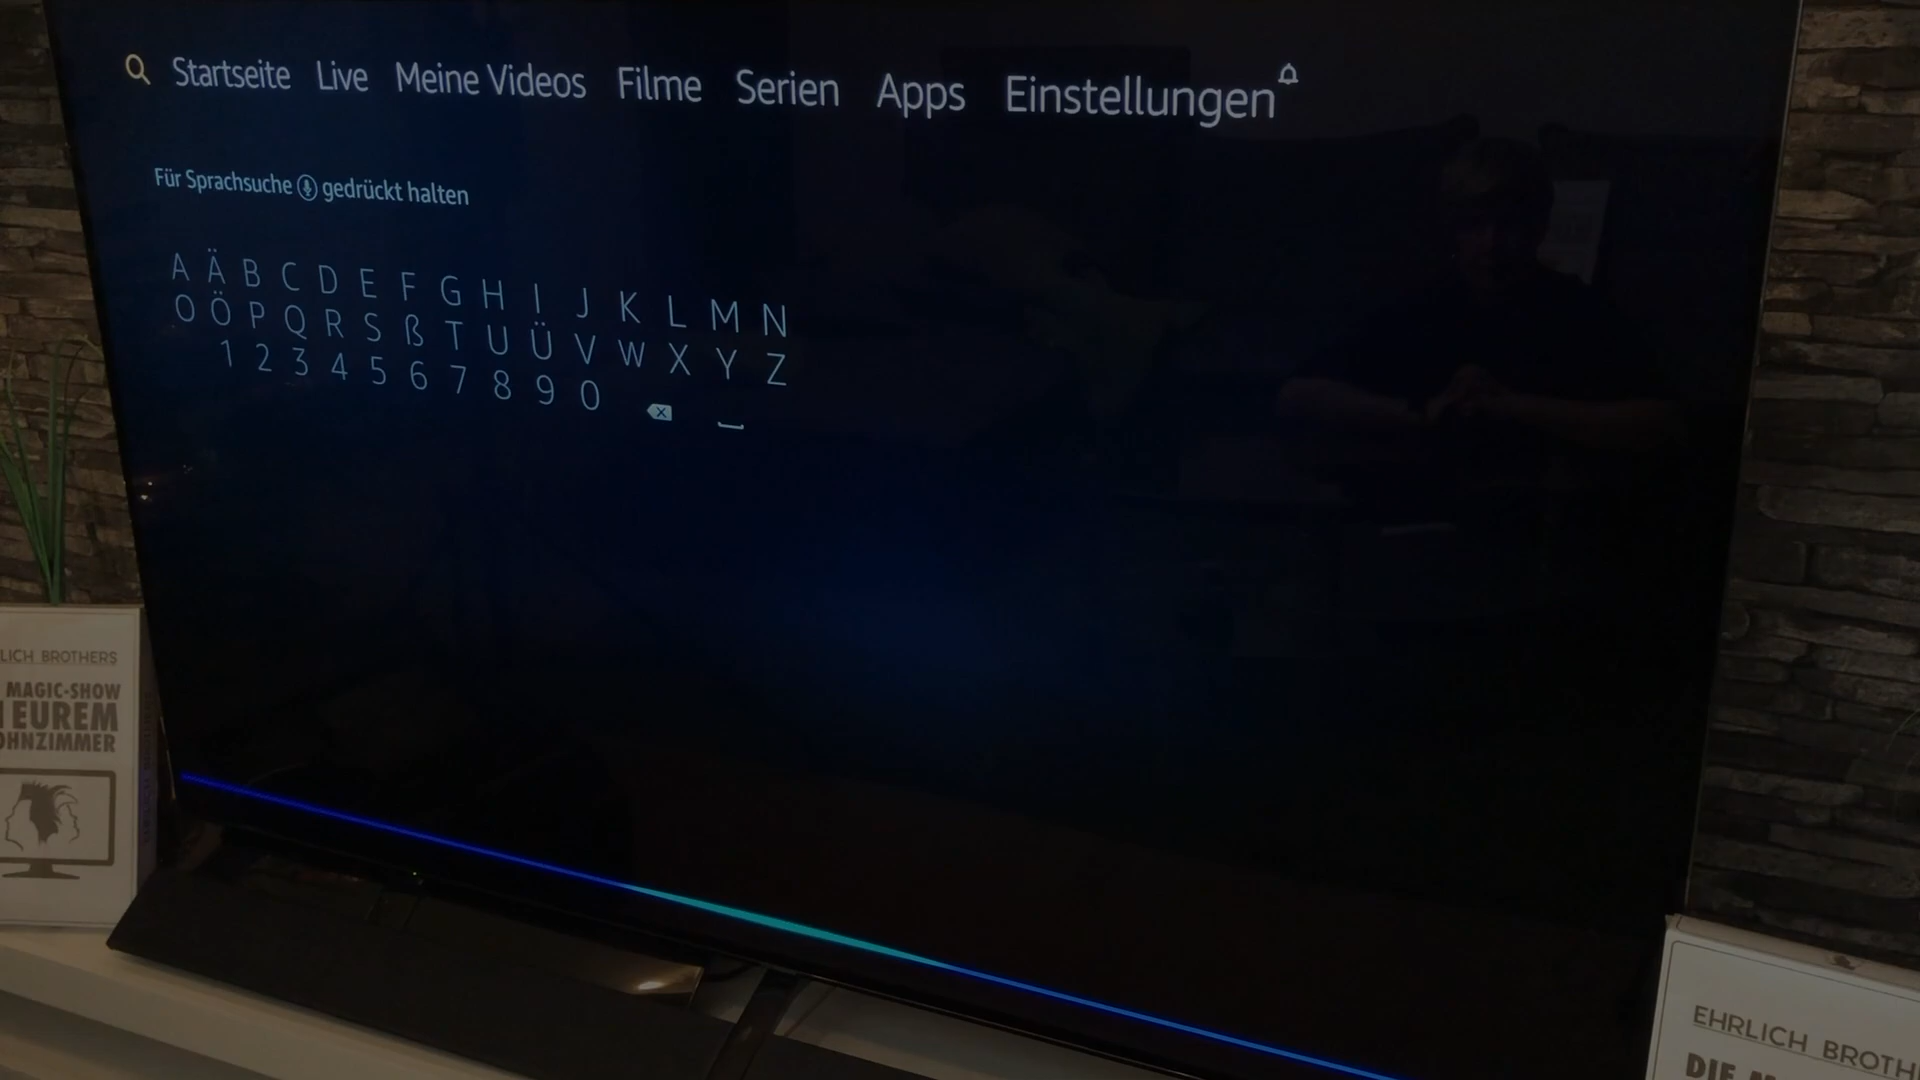 Startseite Live Meine Videos Filme Serien Apps Einstellungen
Für Sprachsuche gedrückt halten
A Ä B C D E F G H I J K L M N
O Ö P Q R S ß T U Ü V W X Y Z
1 2 3 4 5 6 7 8 9 0
LICH BROTHERS
MAGIC-SHOW
EUREM
OHNZIMMER
EHRLICH BROTH
DIE